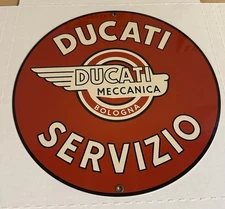 DUCATI
DUCATI
MECCANICA
BOLOGNA
SERVIZIO